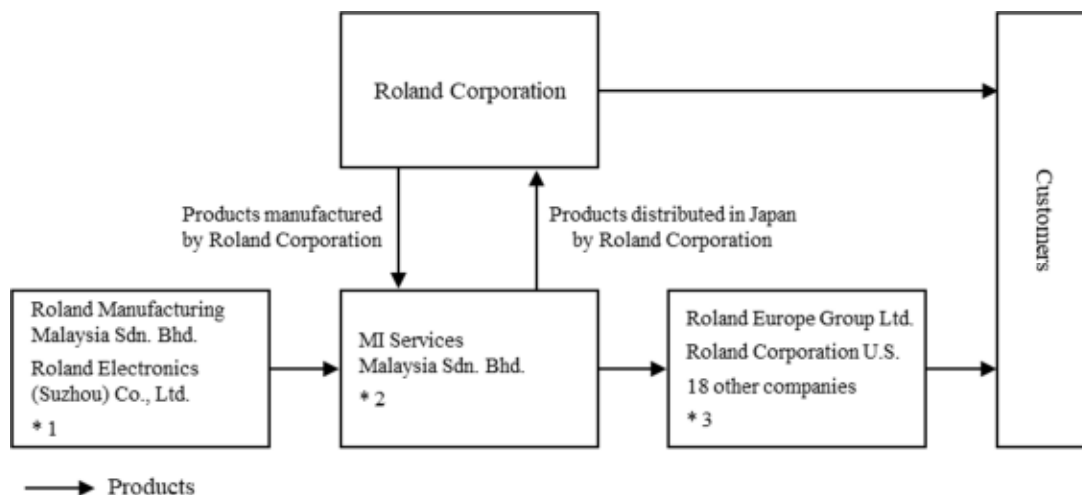 Roland Corporation
Products manufactured
by Roland Corporation
Products distributed in Japan
by Roland Corporation
Roland Manufacturing
Malaysia Sdn. Bhd.
Roland Electronics
(Suzhou) Co., Ltd.
* 1
MI Services
Malaysia Sdn. Bhd.
* 2
Roland Europe Group Ltd.
Roland Corporation U.S.
18 other companies
* 3
Customers
Products